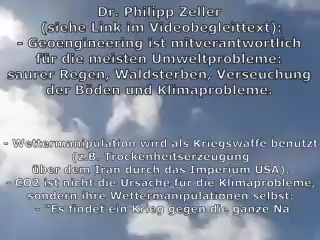 Dr. Philipp Zeller
(siehe Link im Videobegleittext):
- Geoengineering ist mitverantwortlich
für die meisten Umweltprobleme:
saurer Regen, Waldsterben, Verseuchung
der Böden und Klimaprobleme.
- Wettermanipulation wird als Kriegswaffe benutzt
(z.B. Trockenheitserzeugung
über dem Iran durch das Imperium USA).
- CO2 ist nicht die Ursache für die Klimaprobleme,
sondern ihre Wettermanipulationen selbst:
- "Es findet ein Krieg gegen die ganze Na